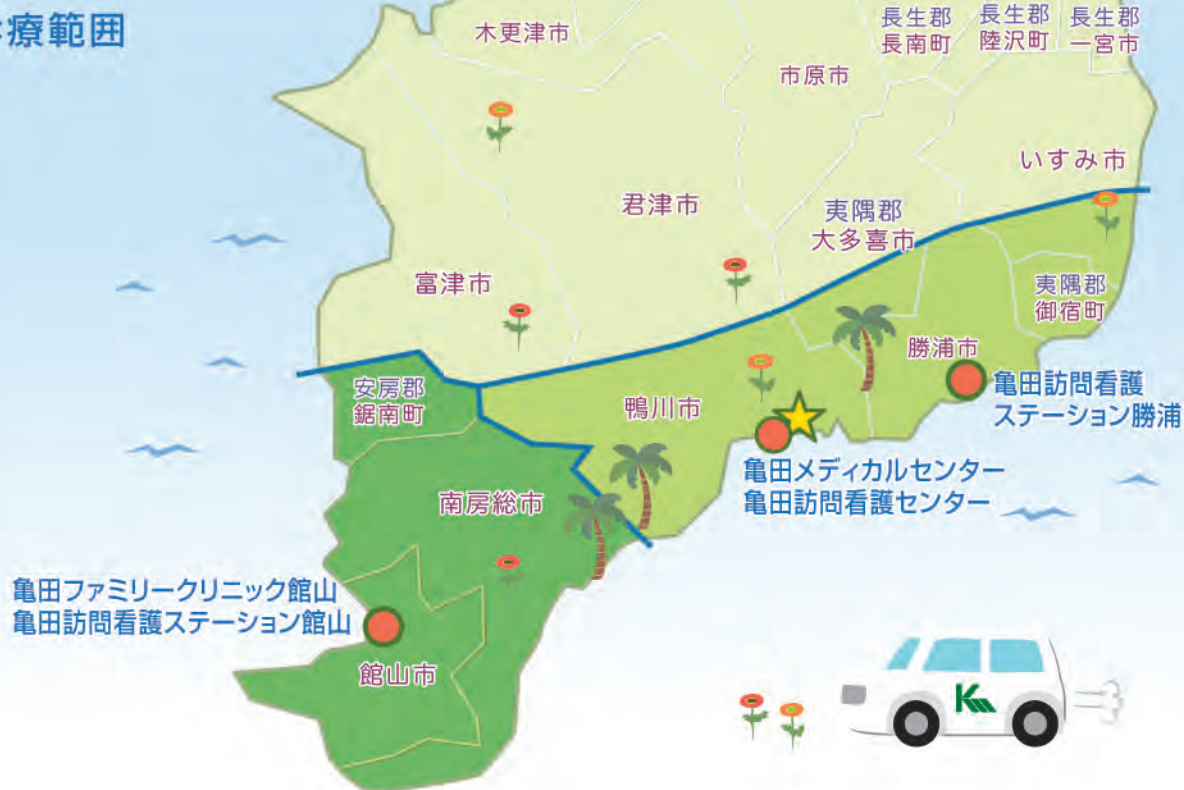 療範囲
木更津市
長生郡
長南町
長生郡
陸沢町
長生郡
一宮市
市原市
いすみ市
君津市
夷隅郡
大多喜市
富津市
夷隅郡
御宿町
勝浦市
安房郡
鋸南町
鴨川市
亀田訪問看護
ステーション勝浦
亀田メディカルセンター
亀田訪問看護センター
南房総市
亀田ファミリークリニック館山
亀田訪問看護ステーション館山
館山市
K